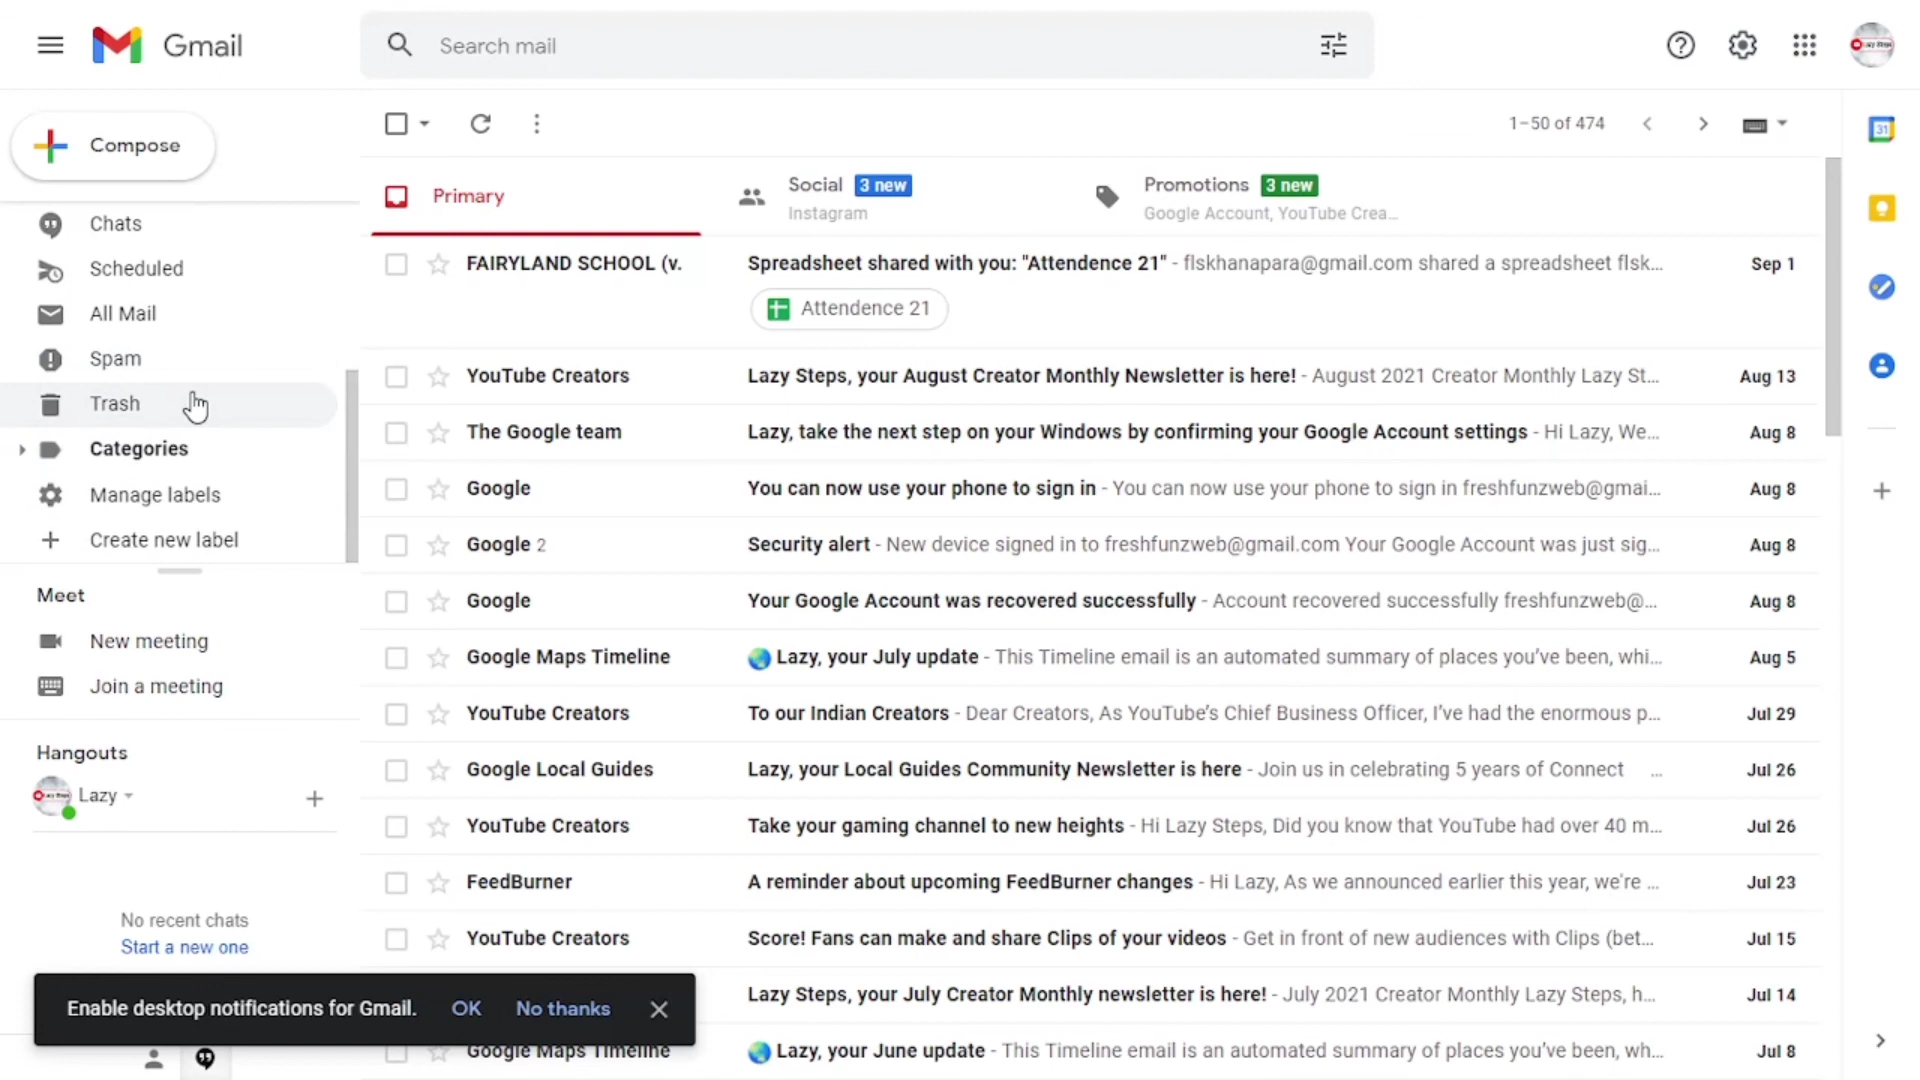 Gmail
Search mail
Compose
1–50 of 474
Primary
Social 3 new
Instagram
Promotions 3 new
Google Account, YouTube Crea...
Chats
Scheduled
All Mail
Spam
Trash
Categories
Manage labels
Create new label
Meet
New meeting
Join a meeting
Hangouts
Lazy
No recent chats
Start a new one
FAIRYLAND SCHOOL (v. Spreadsheet shared with you: "Attendence 21" - flskhanapara@gmail.com shared a spreadsheet flsk... Sep 1
Attendence 21
YouTube Creators Lazy Steps, your August Creator Monthly Newsletter is here! - August 2021 Creator Monthly Lazy St... Aug 13
The Google team Lazy, take the next step on your Windows by confirming your Google Account settings - Hi Lazy, We... Aug 8
Google You can now use your phone to sign in - You can now use your phone to sign in freshfunzweb@gmai... Aug 8
Google 2 Security alert - New device signed in to freshfunzweb@gmail.com Your Google Account was just sig... Aug 8
Google Your Google Account was recovered successfully - Account recovered successfully freshfunzweb@... Aug 8
Google Maps Timeline Lazy, your July update - This Timeline email is an automated summary of places you've been, whi... Aug 5
YouTube Creators To our Indian Creators - Dear Creators, As YouTube's Chief Business Officer, I've had the enormous p... Jul 29
Google Local Guides Lazy, your Local Guides Community Newsletter is here - Join us in celebrating 5 years of Connect ... Jul 26
YouTube Creators Take your gaming channel to new heights - Hi Lazy Steps, Did you know that YouTube had over 40 m... Jul 26
FeedBurner A reminder about upcoming FeedBurner changes - Hi Lazy, As we announced earlier this year, we're ... Jul 23
YouTube Creators Score! Fans can make and share Clips of your videos - Get in front of new audiences with Clips (bet... Jul 15
Lazy Steps, your July Creator Monthly newsletter is here! - July 2021 Creator Monthly Lazy Steps, h... Jul 14
Google Maps Timeline Lazy, your June update - This Timeline email is an automated summary of places you've been, wh... Jul 8
Enable desktop notifications for Gmail. OK No thanks
31